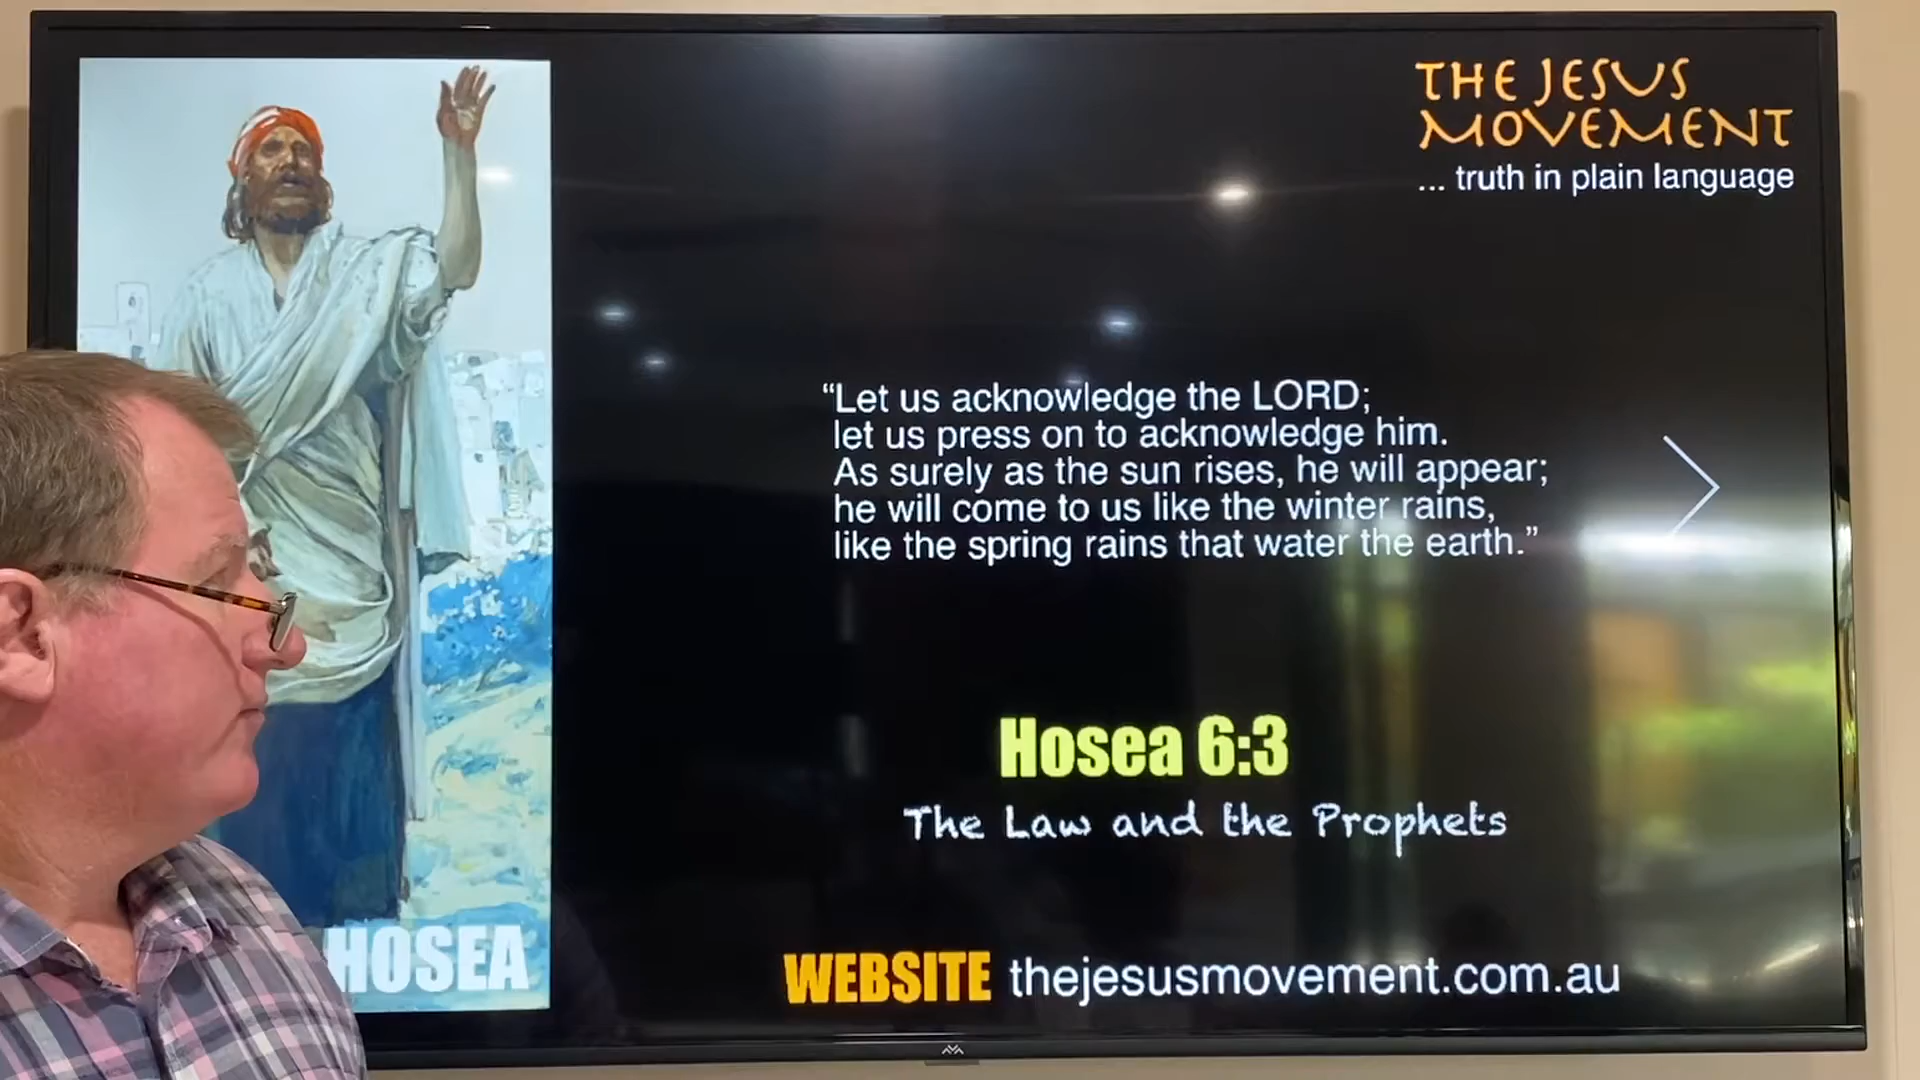 THE JESUS
MOVEMENT
... truth in plain language
“Let us acknowledge the LORD;
let us press on to acknowledge him.
As surely as the sun rises, he will appear;
he will come to us like the winter rains,
like the spring rains that water the earth.”
Hosea 6:3
The Law and the Prophets
HOSEA
WEBSITE thejesusmovement.com.au